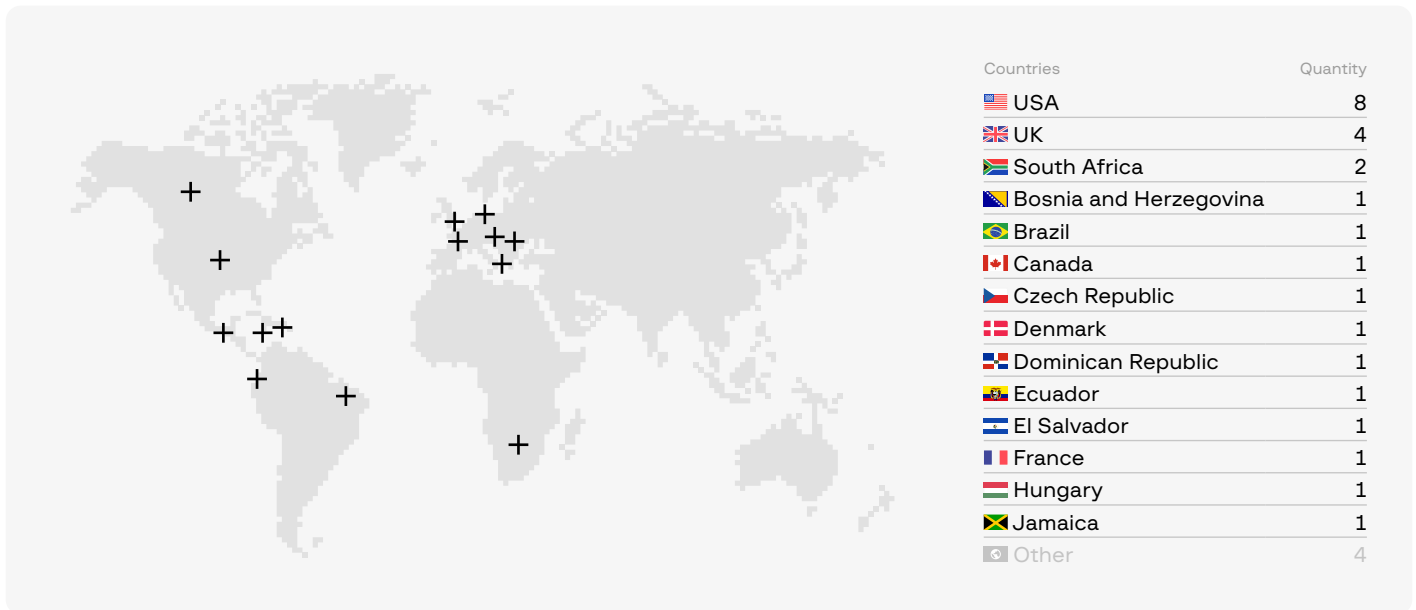 Countries Quantity
USA 8
UK 4
South Africa 2
Bosnia and Herzegovina 1
Brazil 1
Canada 1
Czech Republic 1
Denmark 1
Dominican Republic 1
Ecuador 1
El Salvador 1
France 1
Hungary 1
Jamaica 1
Other 4